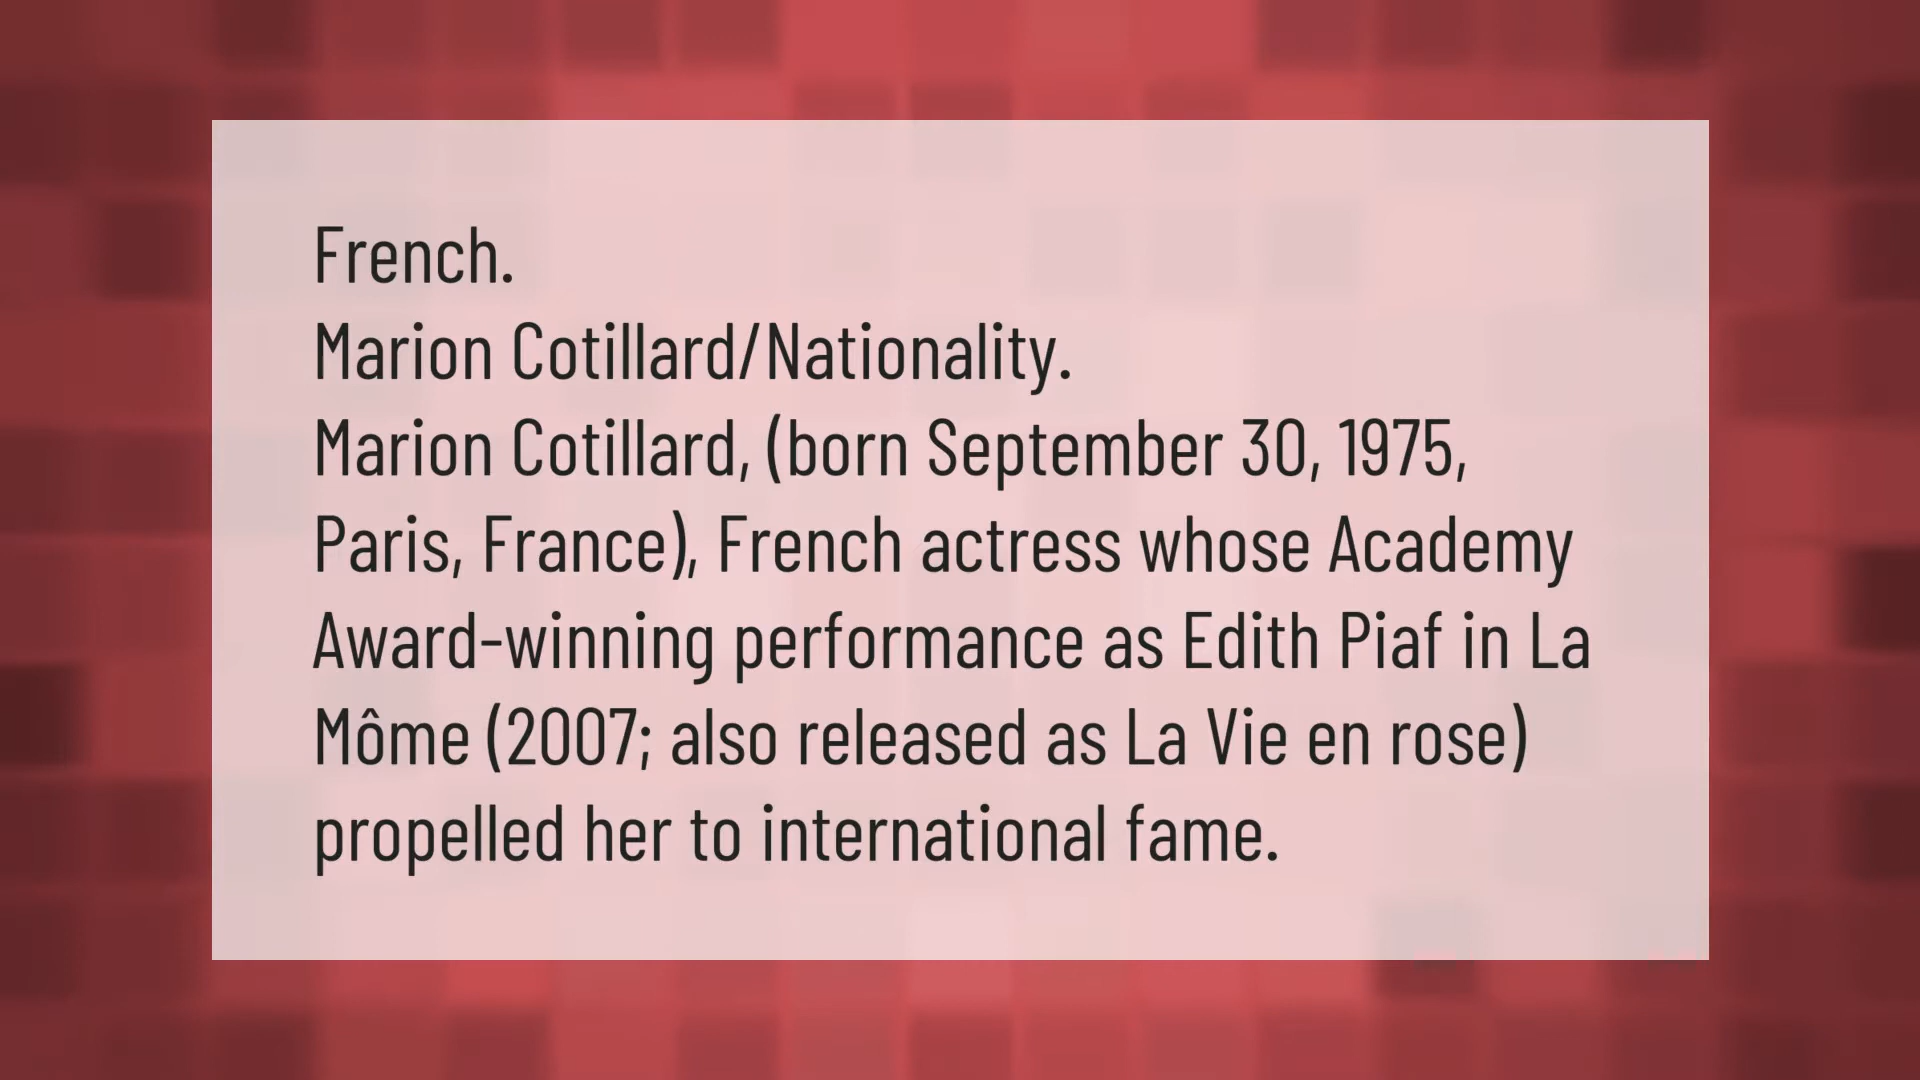 French.
Marion Cotillard/Nationality.
Marion Cotillard, (born September 30, 1975,
Paris, France), French actress whose Academy
Award-winning performance as Edith Piaf in La
Môme (2007; also released as La Vie en rose)
propelled her to international fame.